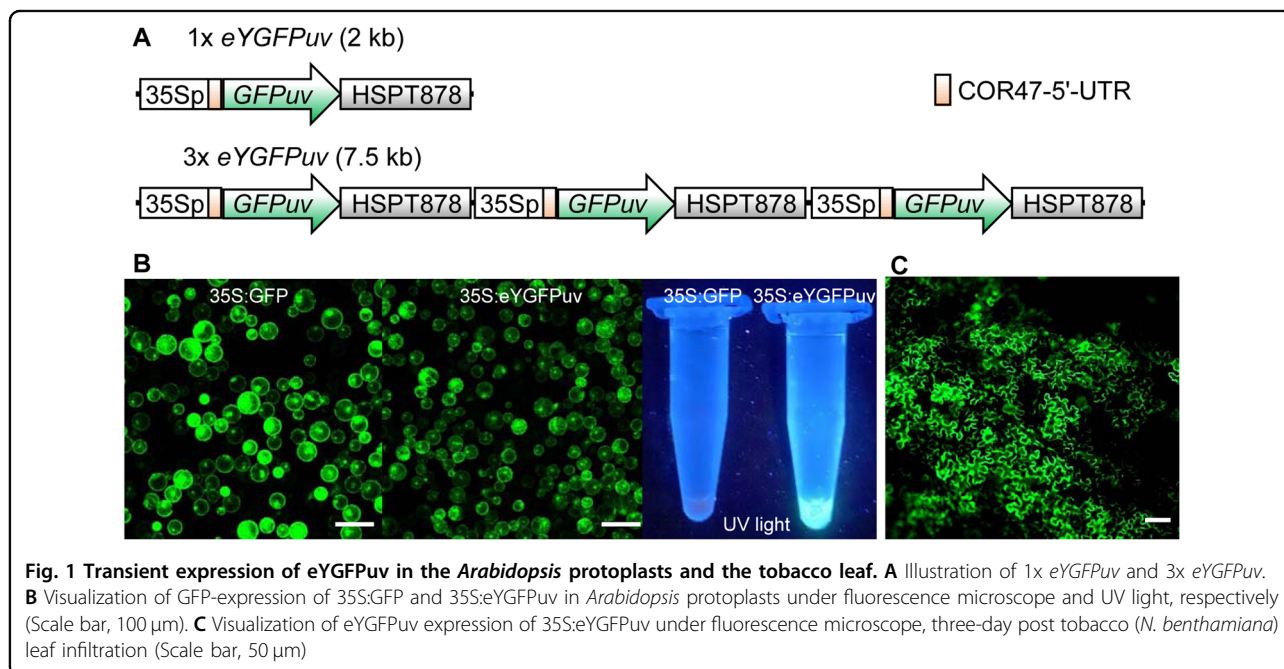 A
1x eYGFPuv (2 kb)
35Sp GFPuv HSPT878
COR47-5'-UTR
3x eYGFPuv (7.5 kb)
35Sp GFPuv HSPT878 35Sp GFPuv HSPT878 35Sp GFPuv HSPT878
B
35S:GFP 35S:eYGFPuv 35S:GFP 35S:eYGFPuv
UV light
C
Fig. 1 Transient expression of eYGFPuv in the Arabidopsis protoplasts and the tobacco leaf. A Illustration of 1x eYGFPuv and 3x eYGFPuv.
B Visualization of GFP-expression of 35S:GFP and 35S:eYGFPuv in Arabidopsis protoplasts under fluorescence microscope and UV light, respectively
(Scale bar, 100 μm). C Visualization of eYGFPuv expression of 35S:eYGFPuv under fluorescence microscope, three-day post tobacco (N. benthamiana)
leaf infiltration (Scale bar, 50 μm)